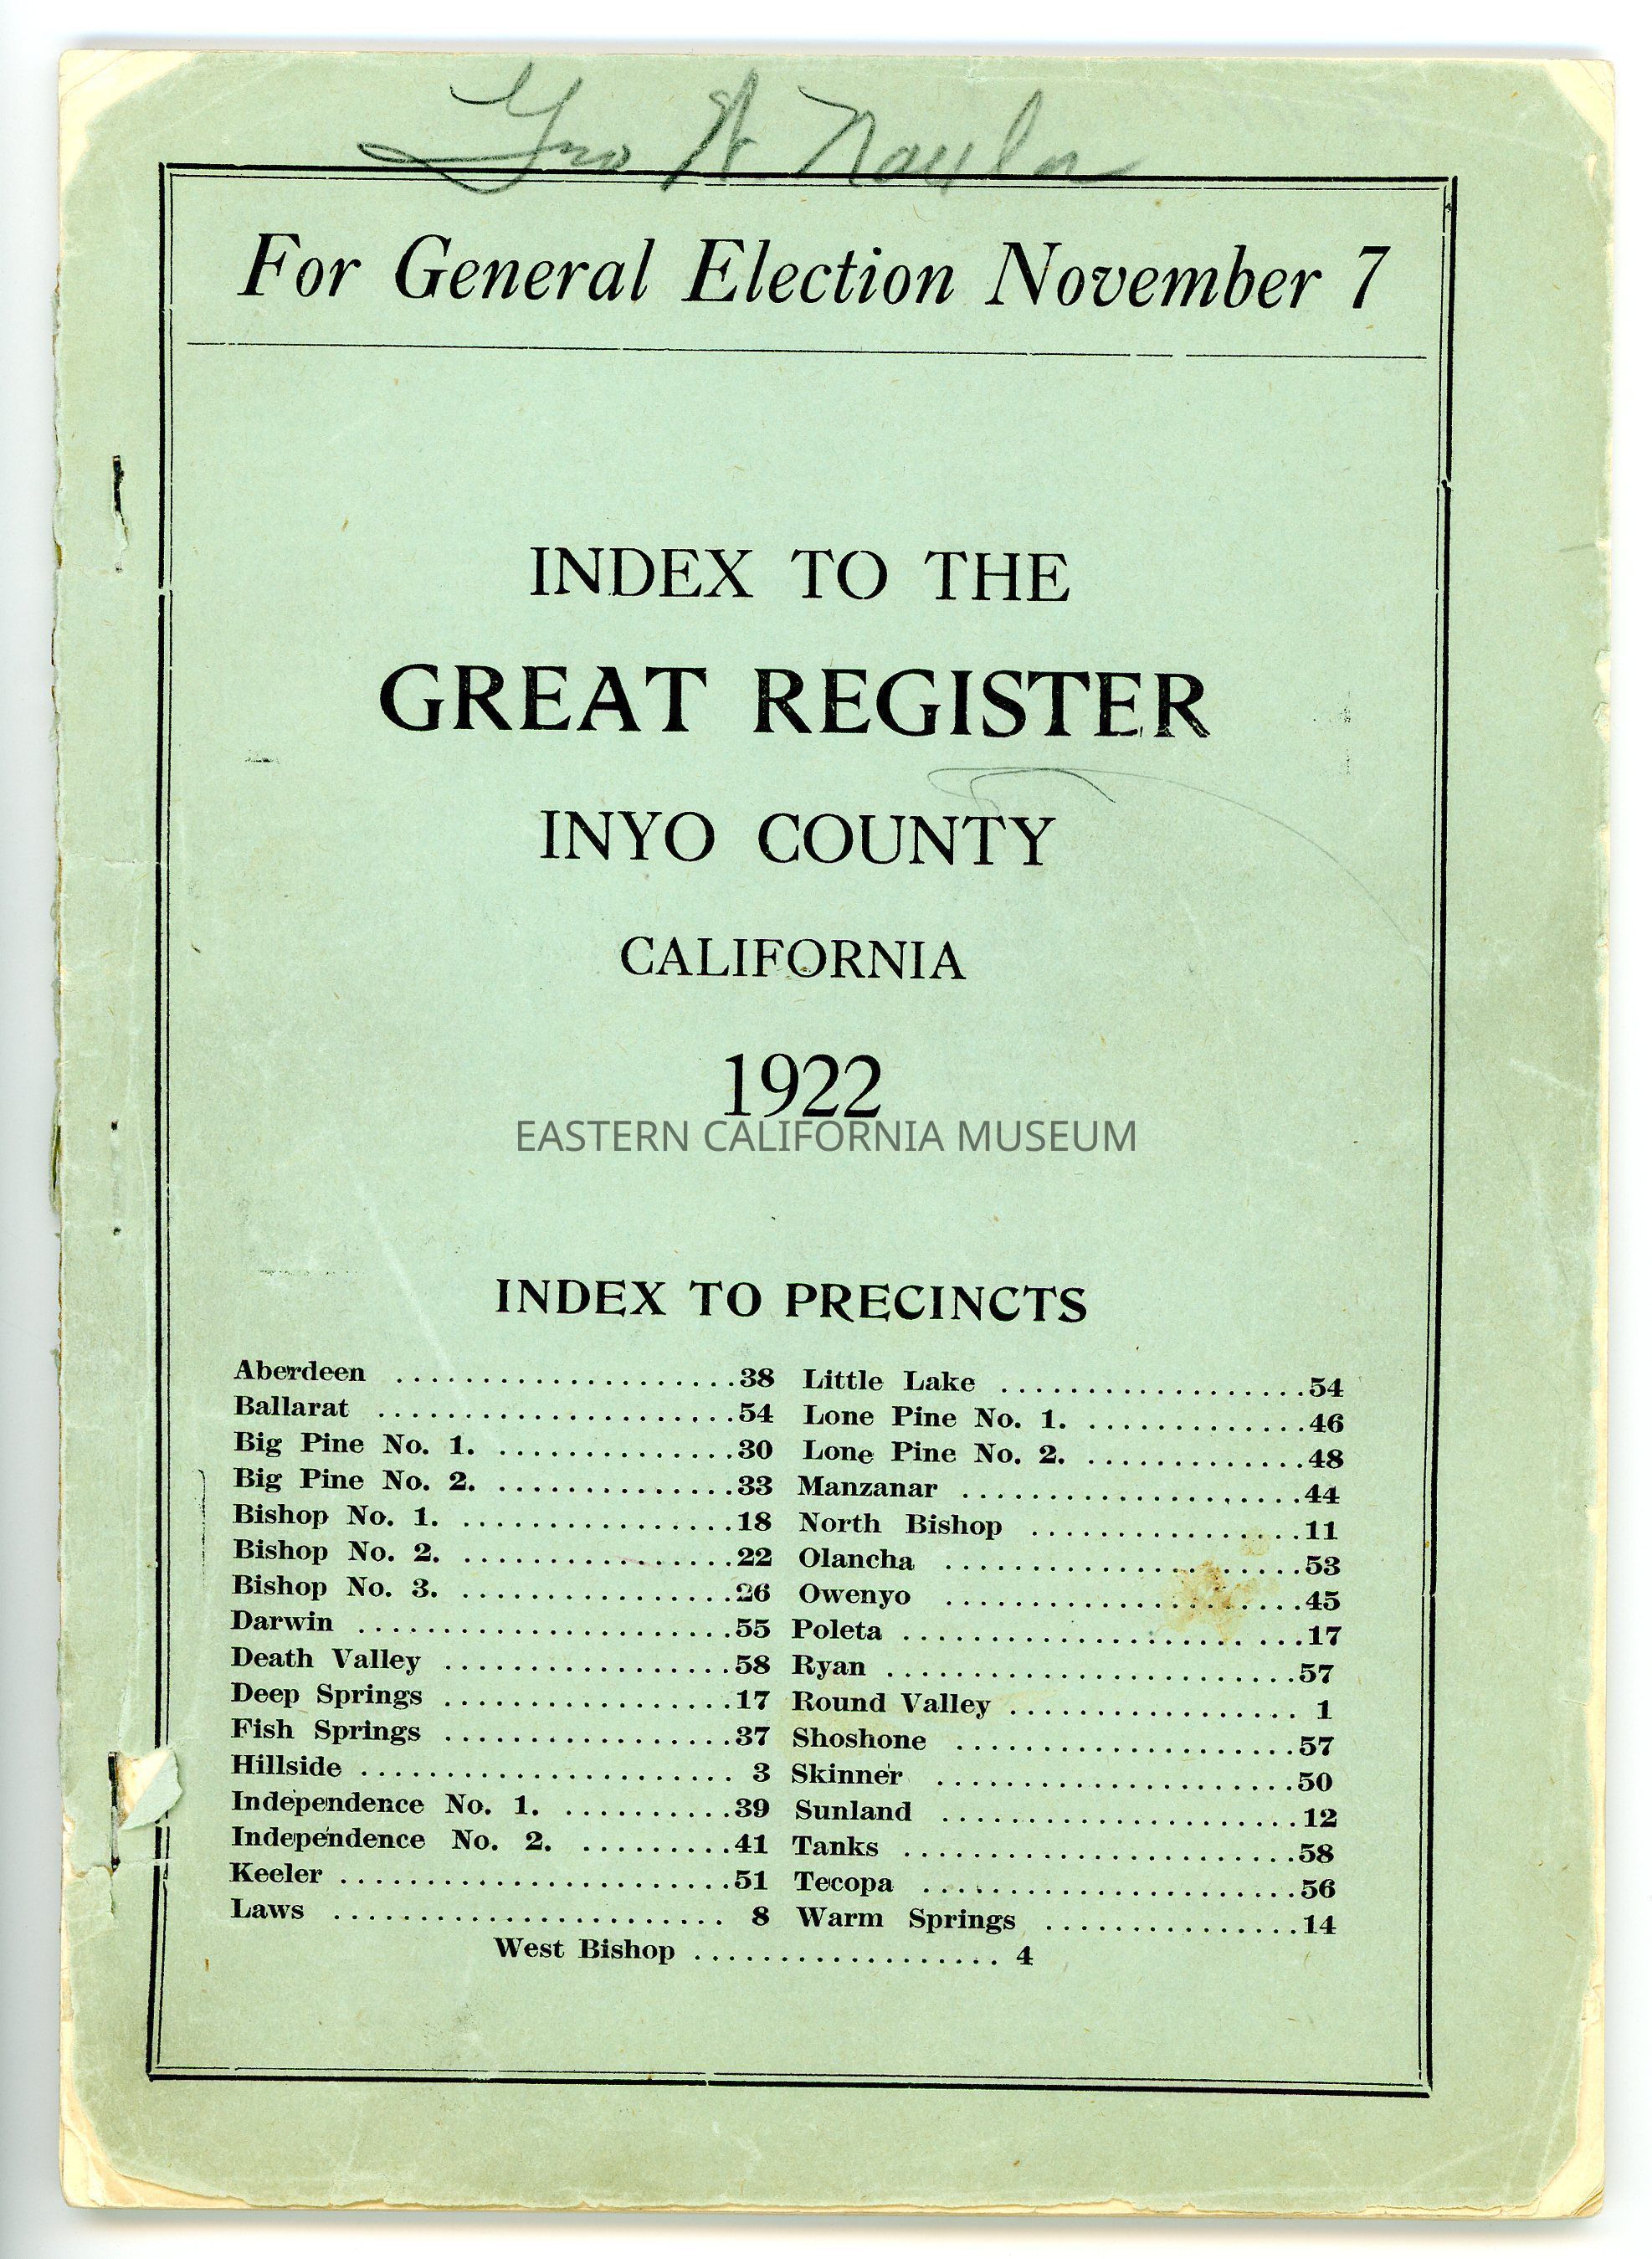 Geo W Naylor
For General Election November 7
INDEX TO THE
GREAT REGISTER
INYO COUNTY
CALIFORNIA
1922
EASTERN CALIFORNIA MUSEUM
INDEX TO PRECINCTS
Aberdeen ....................38
Ballarat .....................54
Big Pine No. 1. ..............30
Big Pine No. 2. ..............33
Bishop No. 1. ................18
Bishop No. 2. ................22
Bishop No. 3. ................26
Darwin ......................55
Death Valley .................58
Deep Springs .................17
Fish Springs .................37
Hillside ...................... 3
Independence No. 1. ..........39
Independence No. 2. .........41
Keeler .......................51
Laws ....................... 8
Little Lake ..................54
Lone Pine No. 1. .............46
Lone Pine No. 2. .............48
Manzanar ....................44
North Bishop ................11
Olancha .....................53
Owenyo .....................45
Poleta .......................17
Ryan ........................57
Round Valley ................. 1
Shoshone ....................57
Skinner .....................50
Sunland .....................12
Tanks .......................58
Tecopa ......................56
Warm Springs ...............14
West Bishop .................. 4